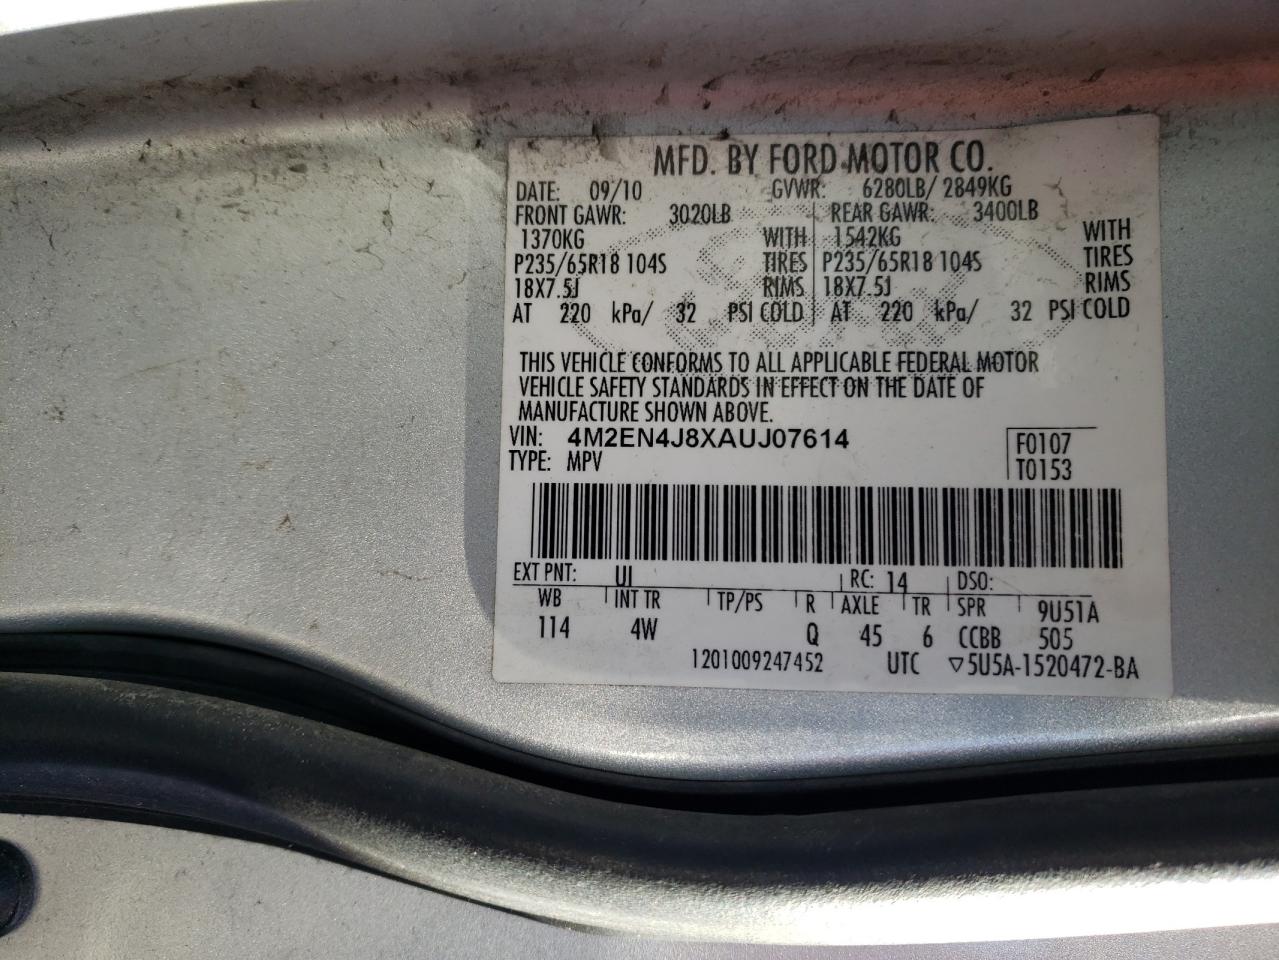 MFD. BY FORD MOTOR CO.
DATE: 09/10 GVWR: 6280LB/ 2849KG
FRONT GAWR: 3020LB REAR GAWR: 3400LB
1370KG WITH 1542KG WITH
P235/65R18 104S TIRES P235/65R18 104S TIRES
18X7.5J RIMS 18X7.5J RIMS
AT 220 kPa/ 32 PSI COLD AT 220 kPa/ 32 PSI COLD
THIS VEHICLE CONFORMS TO ALL APPLICABLE FEDERAL MOTOR
VEHICLE SAFETY STANDARDS IN EFFECT ON THE DATE OF
MANUFACTURE SHOWN ABOVE.
VIN: 4M2EN4J8XAUJ07614 F0107
TYPE: MPV T0153
EXT PNT: UI RC: 14 DSO:
WB INT TR TP/PS R AXLE TR SPR 9U51A
114 4W Q 45 6 CCBB 505
1201009247452 UTC ▽5U5A-1520472-BA